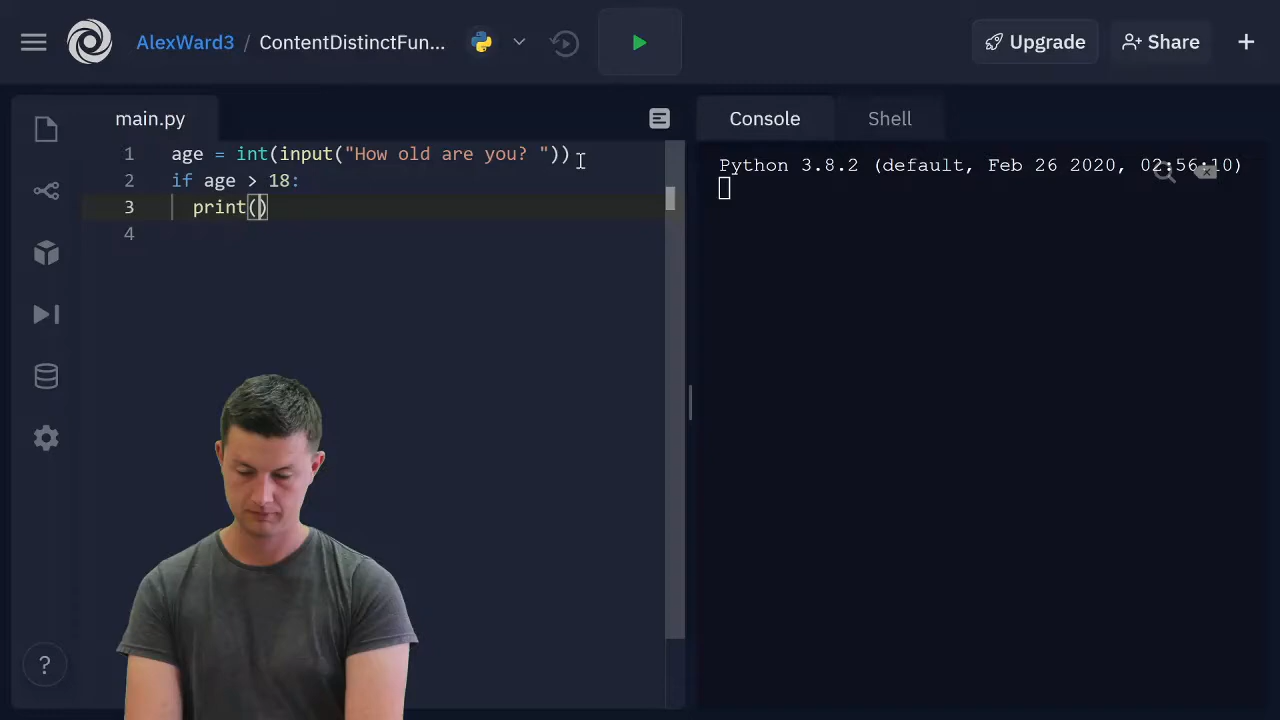 AlexWard3 / ContentDistinctFun...
Upgrade
Share
main.py
1 age = int(input("How old are you? "))
2 if age > 18:
3 print()
4
Console
Shell
Python 3.8.2 (default, Feb 26 2020, 02:56:10)
?